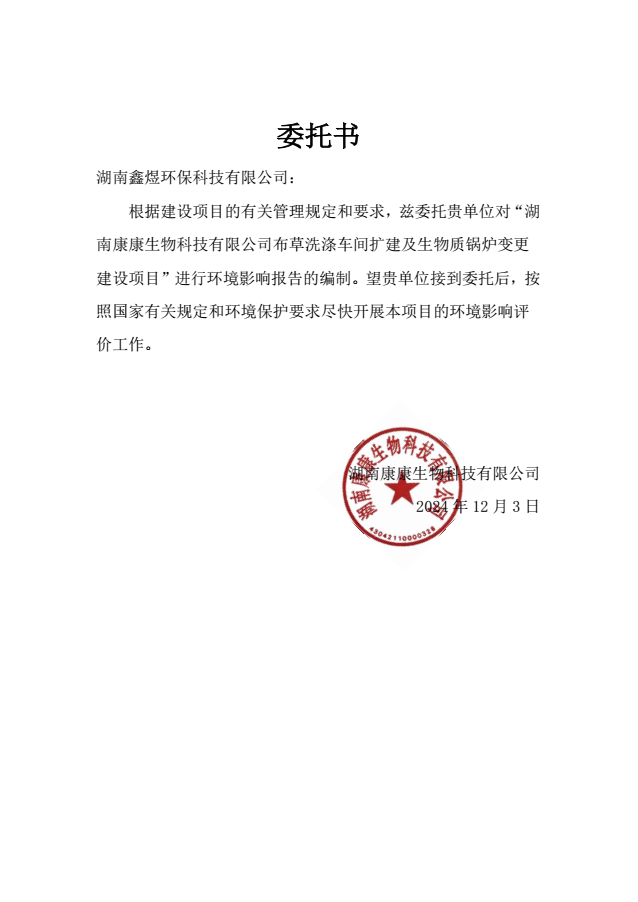 委托书
湖南鑫煜环保科技有限公司：
根据建设项目的有关管理规定和要求，兹委托贵单位对“湖
南康康生物科技有限公司布草洗涤车间扩建及生物质锅炉变更
建设项目”进行环境影响报告的编制。望贵单位接到委托后，按
照国家有关规定和环境保护要求尽快开展本项目的环境影响评
价工作。
湖南康康生物科技有限公司
2024 年 12 月 3 日
湖南康康生物科技有限公司
43042110000328